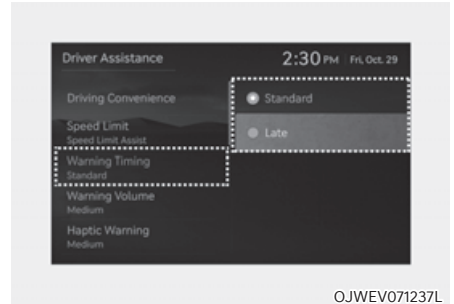 Driver Assistance
2:30 PM Fri, Oct. 29
Driving Convenience
Speed Limit
Speed Limit Assist
Warning Timing
Standard
Warning Volume
Medium
Haptic Warning
Medium
Standard
Late
OJWEV071237L